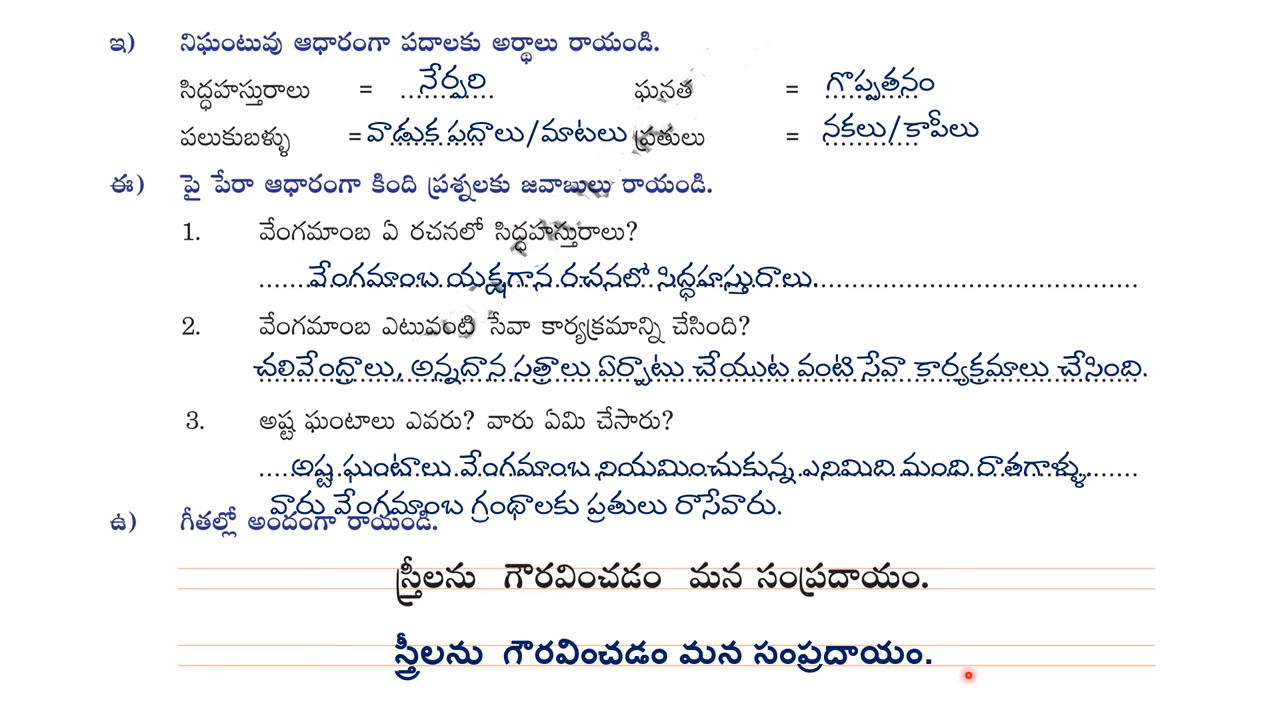 ఇ) నిఘంటువు ఆధారంగా పదాలకు అర్థాలు రాయండి.
సిద్ధహస్తురాలు = ...నేర్పరి... ఘనత = గొప్పతనం
పలుకుబళ్ళు = వాడుక పదాలు/మాటలు ప్రతులు = నకలు/కాపీలు
ఈ) పై పేరా ఆధారంగా కింది ప్రశ్నలకు జవాబులు రాయండి.
1. వేంగమాంబ ఏ రచనలో సిద్ధహస్తురాలు?
వేంగమాంబ యక్షగాన రచనలో సిద్ధహస్తురాలు.
2. వేంగమాంబ ఎటువంటి సేవా కార్యక్రమాన్ని చేసింది?
చలివేంద్రాలు, అన్నదాన సత్రాలు ఏర్పాటు చేయుట వంటి సేవా కార్యక్రమాలు చేసింది.
3. అష్ట ఘంటాలు ఎవరు? వారు ఏమి చేసారు?
అష్ట ఘంటాలు వేంగమాంబ నియమించుకున్న ఎనిమిది మంది రాతగాళ్ళు.
వారు వేంగమాంబ గ్రంథాలకు ప్రతులు రాసేవారు.
ఉ) గీతల్లో అందంగా రాయండి.
స్త్రీలను గౌరవించడం మన సంప్రదాయం.
స్త్రీలను గౌరవించడం మన సంప్రదాయం.